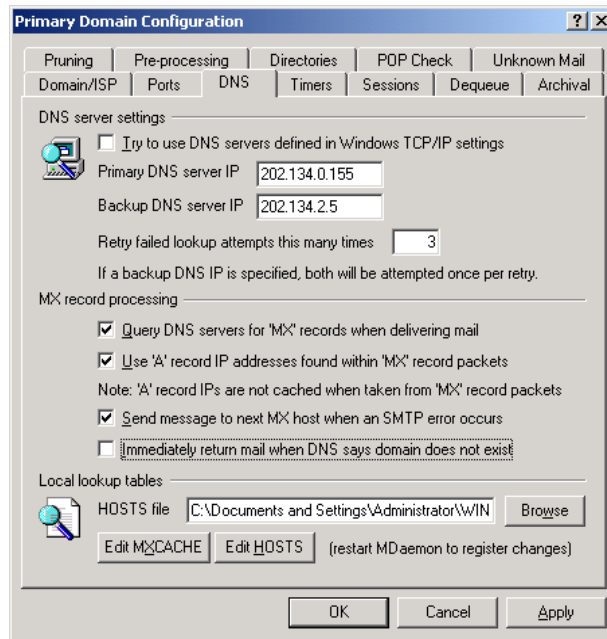 Primary Domain Configuration
Pruning Pre-processing Directories POP Check Unknown Mail
Domain/ISP Ports DNS Timers Sessions Dequeue Archival
DNS server settings
Try to use DNS servers defined in Windows TCP/IP settings
Primary DNS server IP 202.134.0.155
Backup DNS server IP 202.134.2.5
Retry failed lookup attempts this many times 3
If a backup DNS IP is specified, both will be attempted once per retry.
MX record processing
Query DNS servers for 'MX' records when delivering mail
Use 'A' record IP addresses found within 'MX' record packets
Note: 'A' record IPs are not cached when taken from 'MX' record packets
Send message to next MX host when an SMTP error occurs
Immediately return mail when DNS says domain does not exist
Local lookup tables
HOSTS file C:\Documents and Settings\Administrator\WIN Browse
Edit MXCACHE Edit HOSTS (restart MDaemon to register changes)
OK Cancel Apply